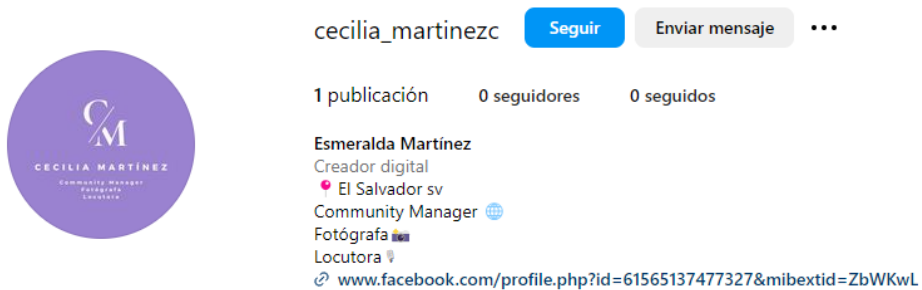 cecilia_martinezc Seguir Enviar mensaje
1 publicación 0 seguidores 0 seguidos
C/M
CECILIA MARTÍNEZ
Community Manager
Fotógrafa
Locutora
Esmeralda Martínez
Creador digital
📍 El Salvador sv
Community Manager 🌐
Fotógrafa 📸
Locutora 🎙
www.facebook.com/profile.php?id=61565137477327&mibextid=ZbWKwL